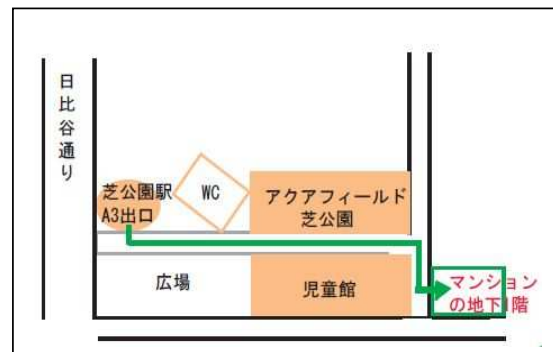 日比谷通り
芝公園駅
A3出口
WC
アクアフィールド
芝公園
広場
児童館
マンション
の地下1階